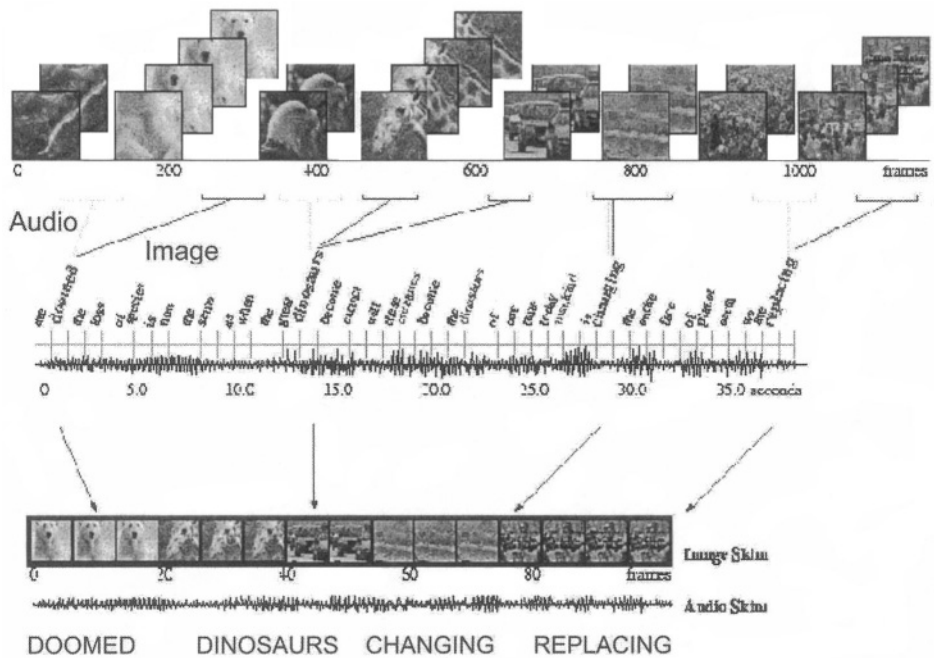 0 200 400 600 800 1000 frames
Audio
Image
are doomed the loss of species is now the same as when the great dinosaurs become extinct will these creatures become the dinosaurs of our time today mankind is changing the entire face of planet earth we are replacing
0 5.0 10.0 15.0 20.0 25.0 30.0 35.0 seconds
Image Skim
0 20 40 60 80 frames
Audio Skim
DOOMED DINOSAURS CHANGING REPLACING